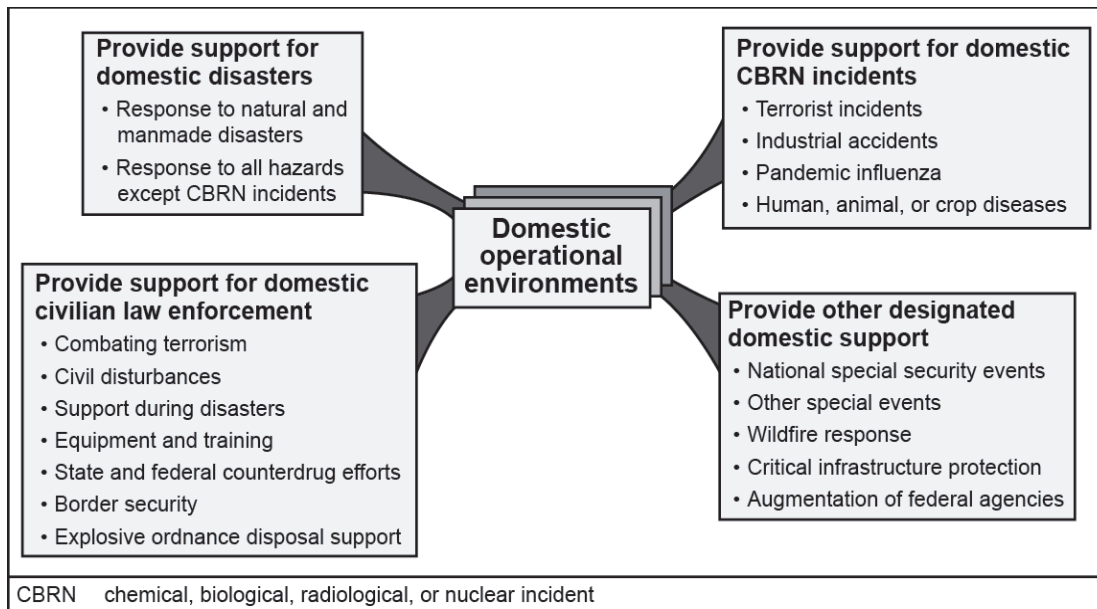 Provide support for
domestic disasters
• Response to natural and
manmade disasters
• Response to all hazards
except CBRN incidents
Provide support for domestic
CBRN incidents
• Terrorist incidents
• Industrial accidents
• Pandemic influenza
• Human, animal, or crop diseases
Domestic
operational
environments
Provide support for domestic
civilian law enforcement
• Combating terrorism
• Civil disturbances
• Support during disasters
• Equipment and training
• State and federal counterdrug efforts
• Border security
• Explosive ordnance disposal support
Provide other designated
domestic support
• National special security events
• Other special events
• Wildfire response
• Critical infrastructure protection
• Augmentation of federal agencies
CBRN chemical, biological, radiological, or nuclear incident